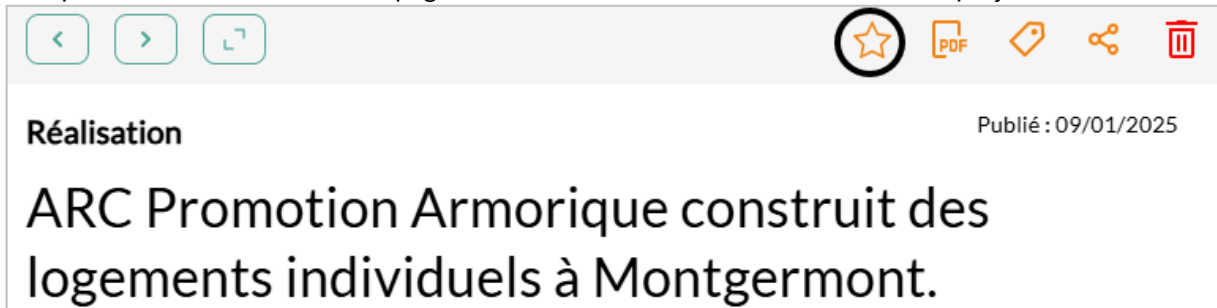 PDF
Réalisation
Publié : 09/01/2025
ARC Promotion Armorique construit des
logements individuels à Montgermont.